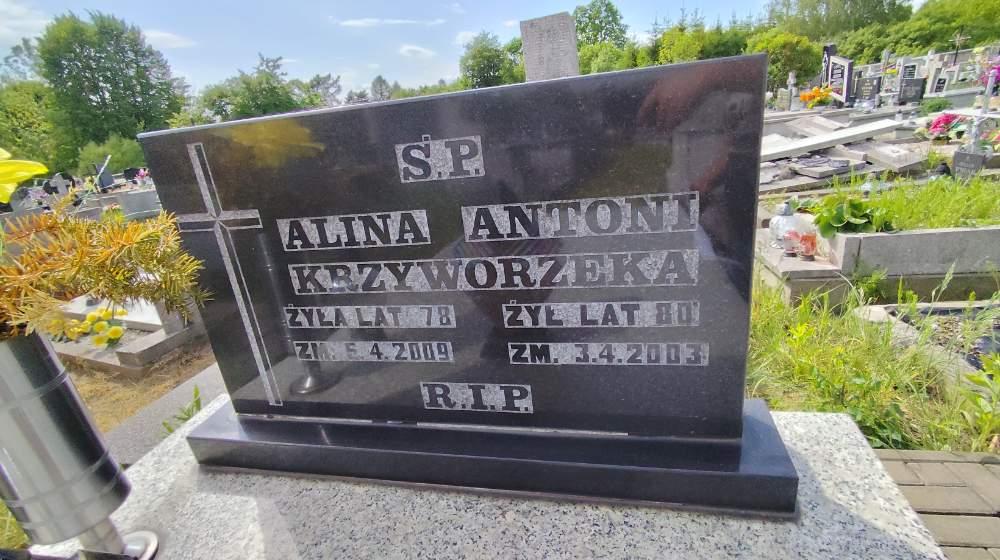 Ś.P.
ALINA ANTONI
KRZYWORZEKA
ŻYŁA LAT 78 ŻYŁ LAT 80
ZM. 5.4.2009 ZM. 3.4.2003
R.I.P.